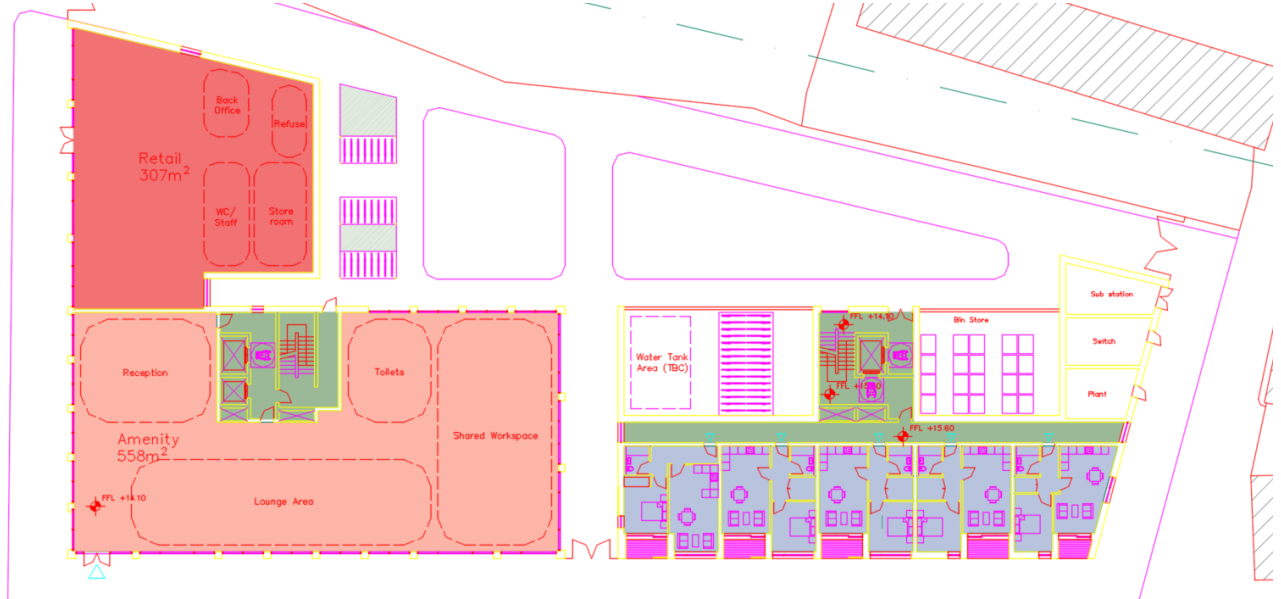 Back
Office
Refuse
Retail
307m²
WC/
Staff
Store
room
Reception
Toilets
Shared Workspace
Amenity
558m²
Lounge Area
FFL +14.10
Water Tank
Area (TBC)
FFL +14.10
Bin Store
Sub station
Switch
Plant
FFL +15.60